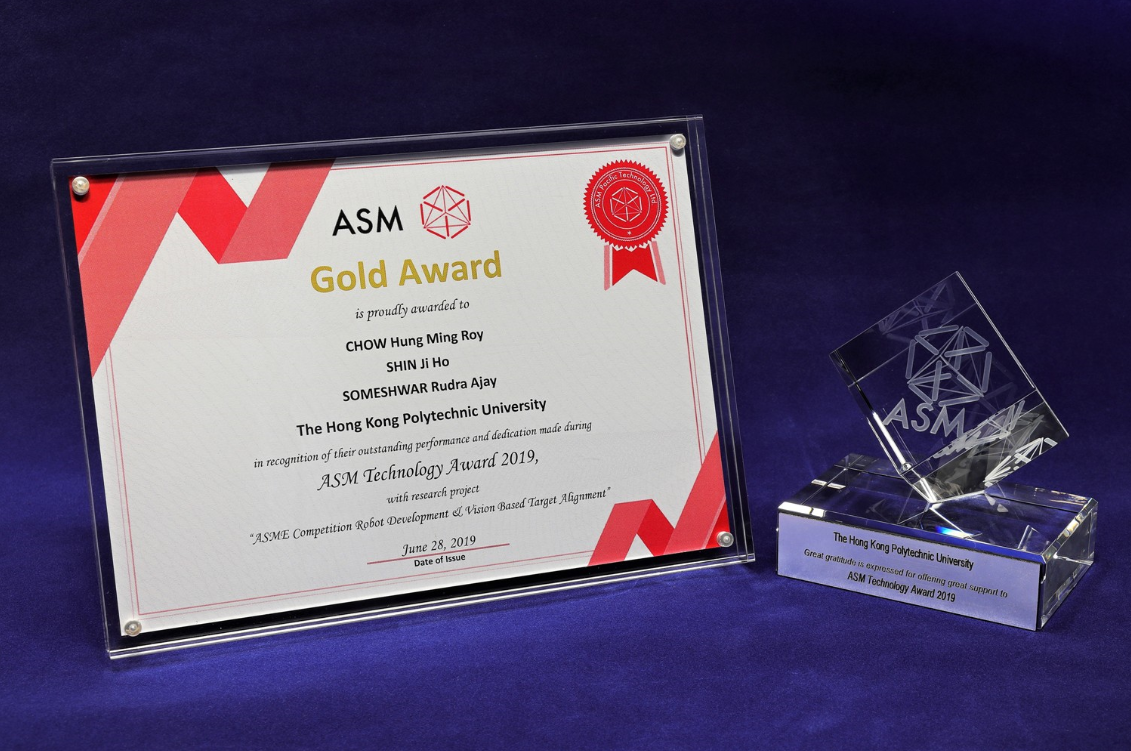 ASM
ASM Pacific Technology Ltd
Gold Award
is proudly awarded to
CHOW Hung Ming Roy
SHIN Ji Ho
SOMESHWAR Rudra Ajay
The Hong Kong Polytechnic University
in recognition of their outstanding performance and dedication made during
ASM Technology Award 2019,
with research project
“ASME Competition Robot Development & Vision Based Target Alignment”
June 28, 2019
Date of Issue
ASM
The Hong Kong Polytechnic University
Great gratitude is expressed for offering great support to
ASM Technology Award 2019